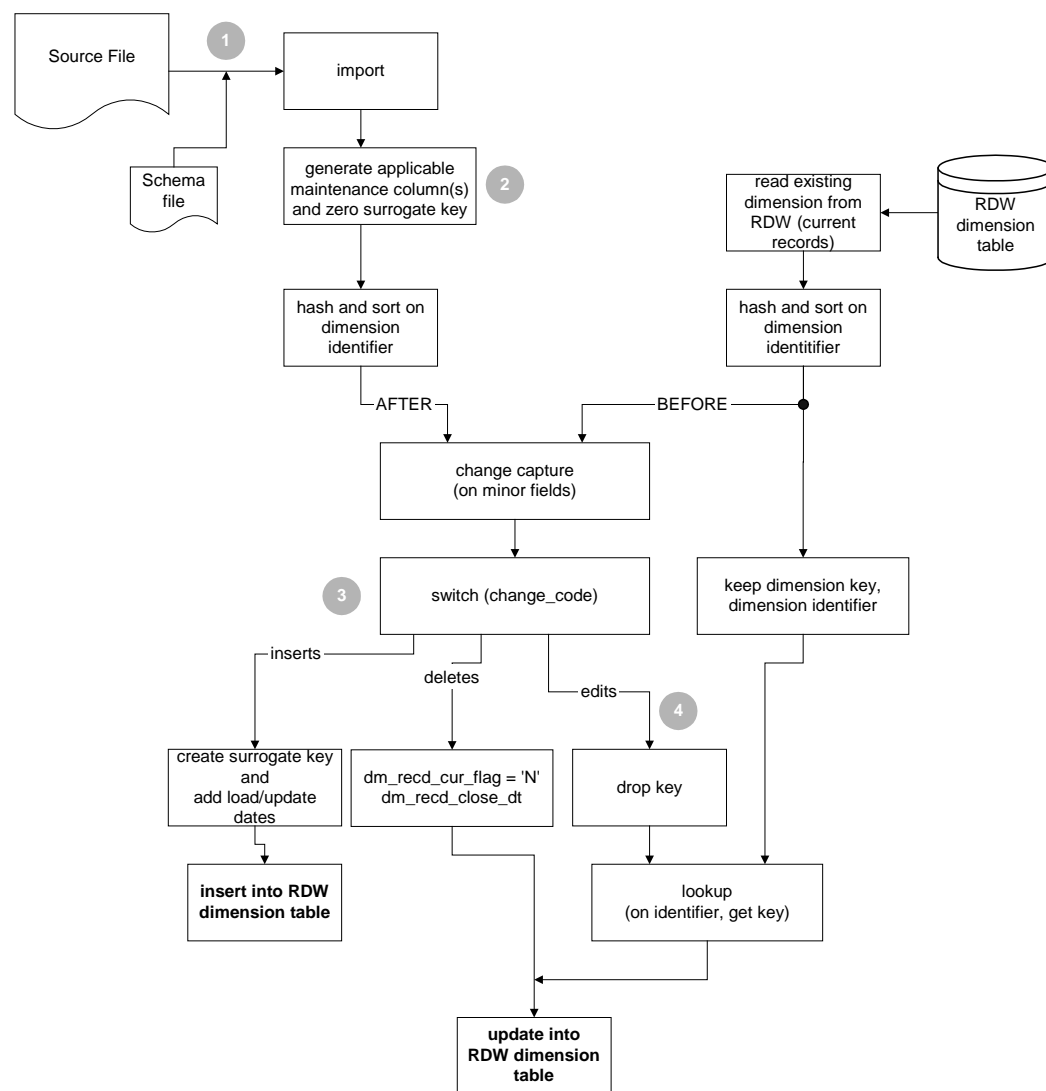 1
Source File
import
Schema
file
generate applicable
maintenance column(s)
and zero surrogate key
2
read existing
dimension from
RDW (current
records)
RDW
dimension
table
hash and sort on
dimension
identifier
hash and sort on
dimension
identitifier
AFTER
BEFORE
change capture
(on minor fields)
3
switch (change_code)
keep dimension key,
dimension identifier
inserts
deletes
edits
4
create surrogate key
and
add load/update
dates
dm_recd_cur_flag = 'N'
dm_recd_close_dt
drop key
insert into RDW
dimension table
lookup
(on identifier, get key)
update into
RDW dimension
table